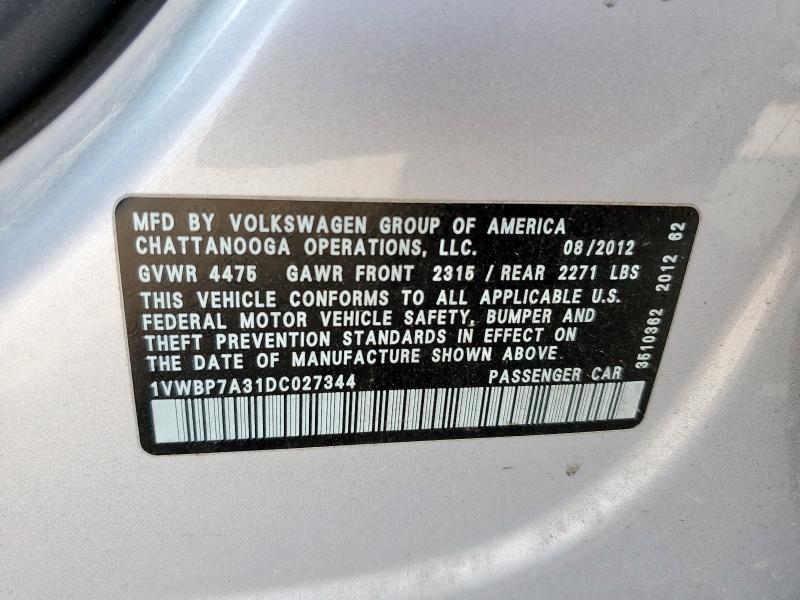 MFD BY VOLKSWAGEN GROUP OF AMERICA
CHATTANOOGA OPERATIONS, LLC. 08/2012
GVWR 4475 GAWR FRONT 2315 / REAR 2271 LBS
THIS VEHICLE CONFORMS TO ALL APPLICABLE U.S.
FEDERAL MOTOR VEHICLE SAFETY, BUMPER AND
THEFT PREVENTION STANDARDS IN EFFECT ON
THE DATE OF MANUFACTURE SHOWN ABOVE.
1VWBP7A31DC027344 PASSENGER CAR
3510362 2012 62